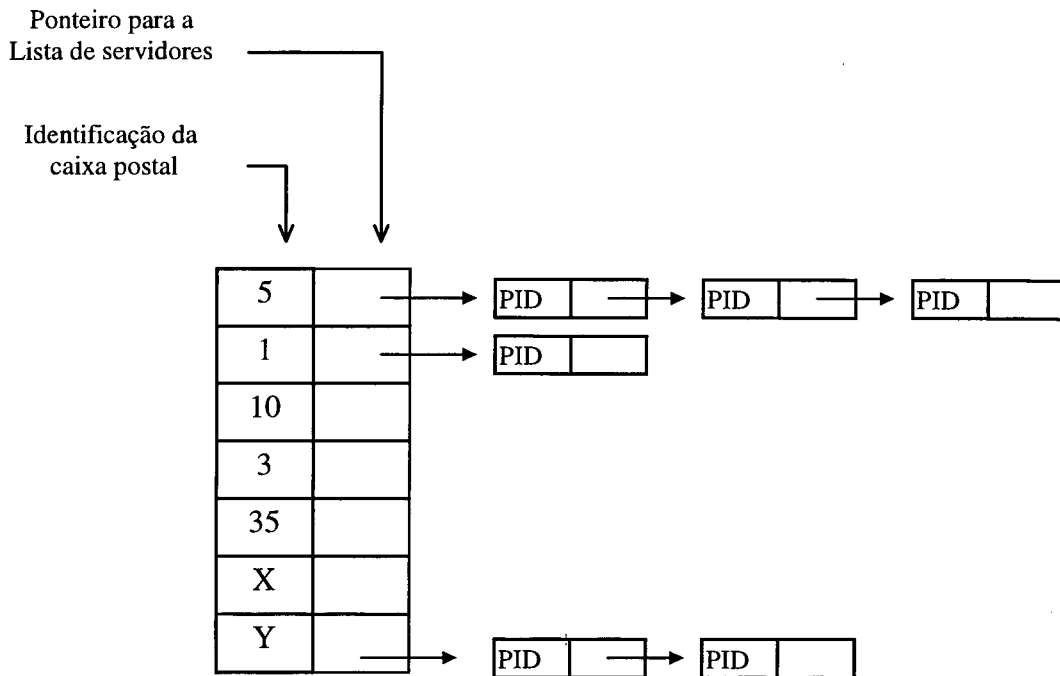 Ponteiro para a
Lista de servidores
Identificação da
caixa postal
5
PID
PID
PID
1
PID
10
3
35
X
Y
PID
PID